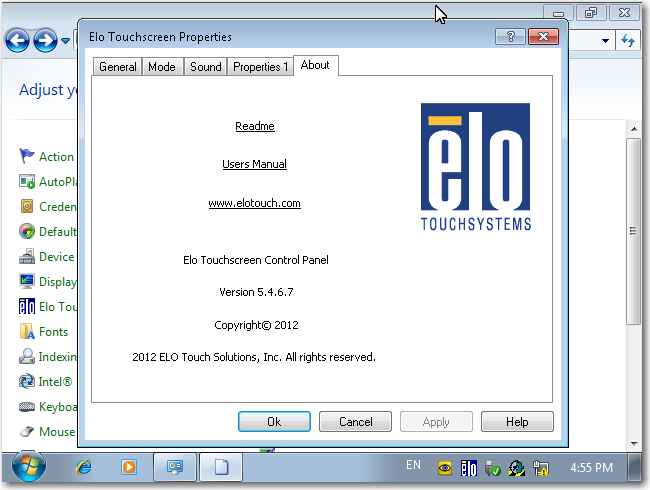 Elo Touchscreen Properties
General Mode Sound Properties 1 About
Adjust
Readme
Users Manual
www.elotouch.com
elo
TOUCHSYSTEMS
Elo Touchscreen Control Panel
Version 5.4.6.7
Copyright© 2012
2012 ELO Touch Solutions, Inc. All rights reserved.
Action
AutoPla
Creden
Default
Device
Display
elo Elo Tou
Fonts
Indexin
Intel®
Keyboa
Mouse
Ok Cancel Apply Help
EN elo 4:55 PM